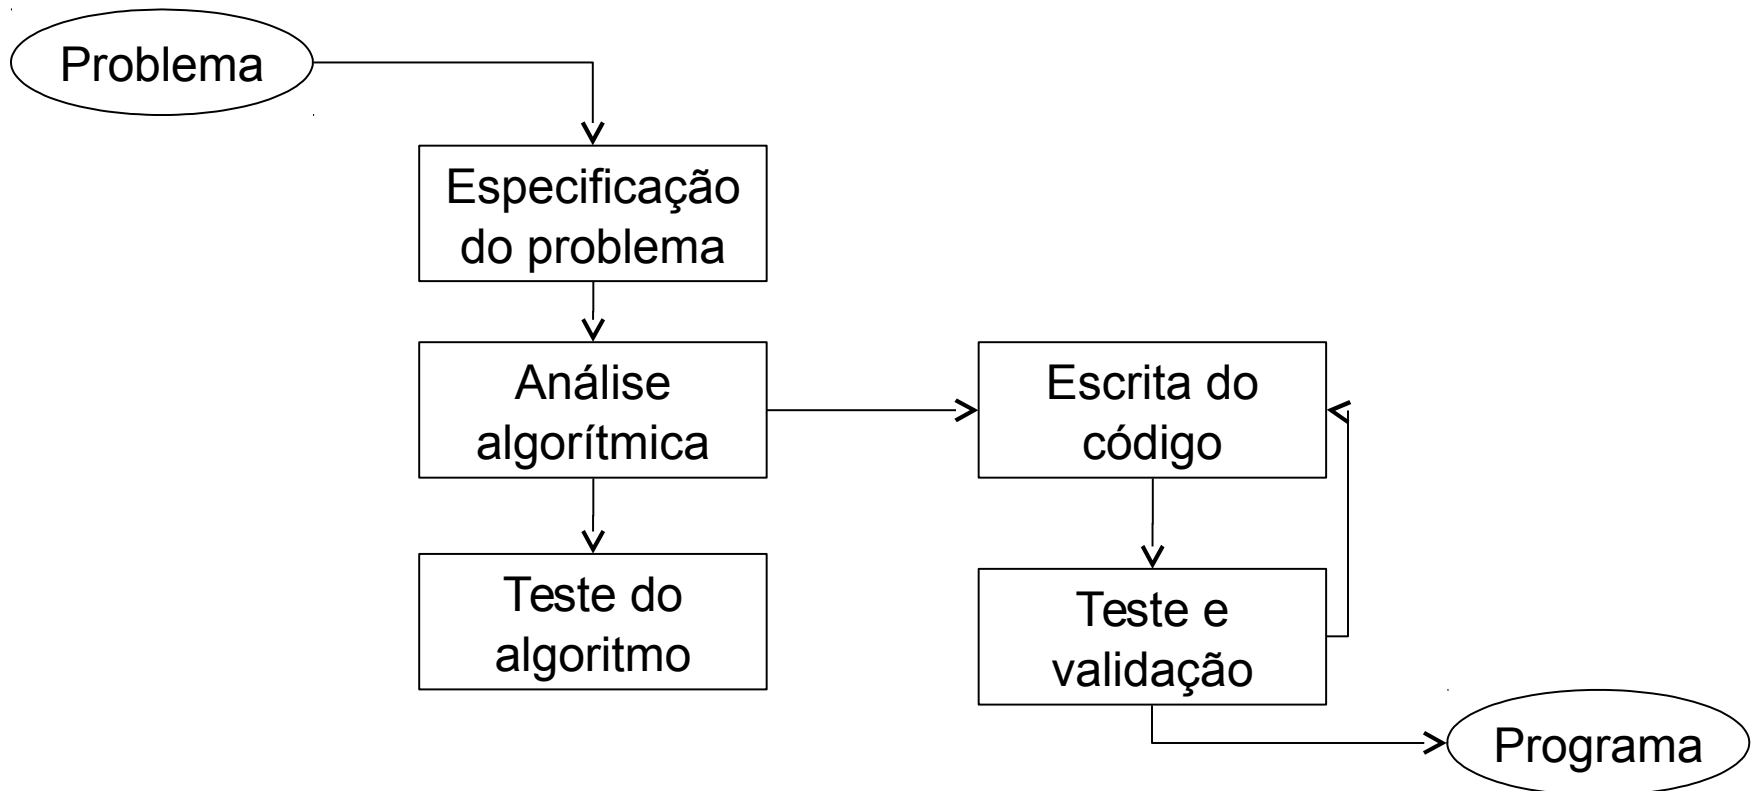 Problema
Especificação
do problema
Análise
algorítmica
Escrita do
código
Teste do
algoritmo
Teste e
validação
Programa